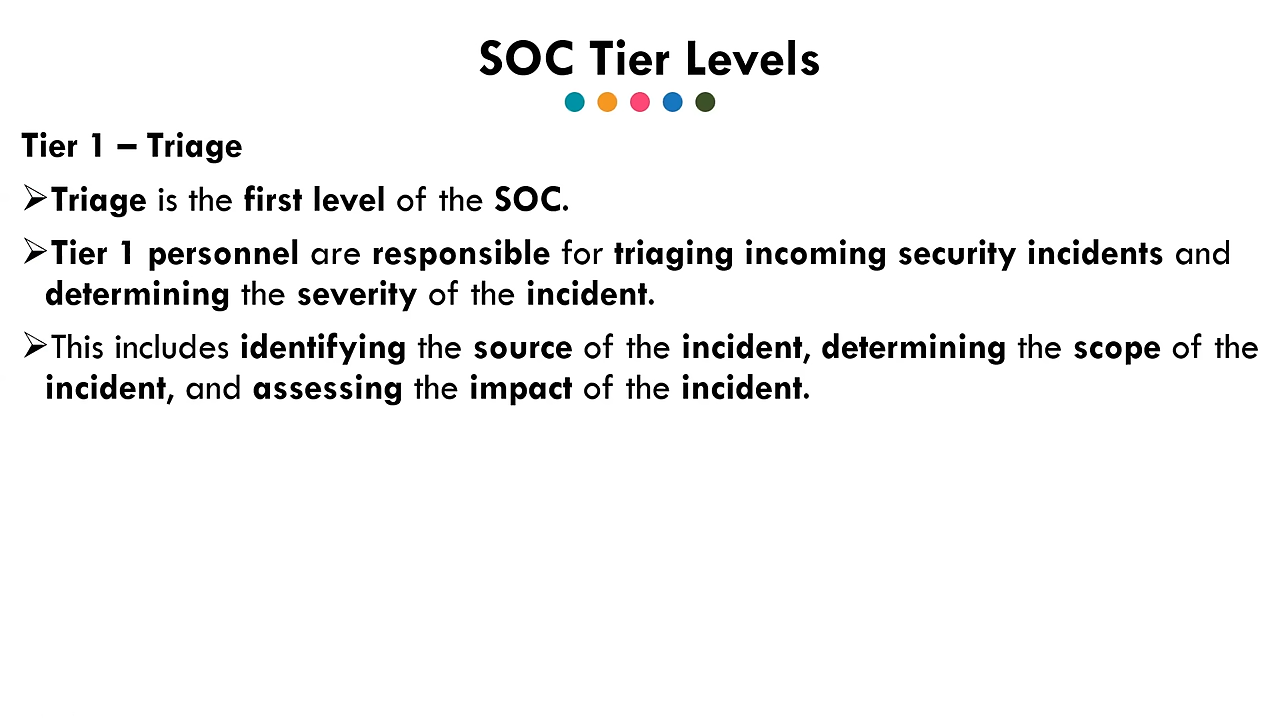 SOC Tier Levels
Tier 1 – Triage
➢Triage is the first level of the SOC.
➢Tier 1 personnel are responsible for triaging incoming security incidents and
determining the severity of the incident.
➢This includes identifying the source of the incident, determining the scope of the
incident, and assessing the impact of the incident.